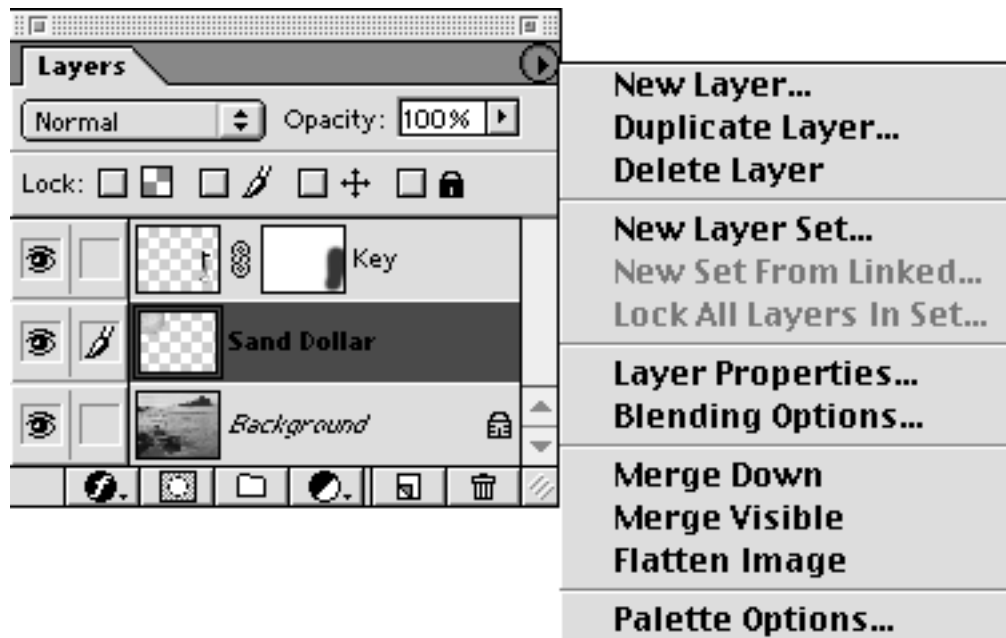 Layers
Normal
Opacity: 100%
Lock:
Key
Sand Dollar
Background
New Layer...
Duplicate Layer...
Delete Layer
New Layer Set...
New Set From Linked...
Lock All Layers In Set...
Layer Properties...
Blending Options...
Merge Down
Merge Visible
Flatten Image
Palette Options...